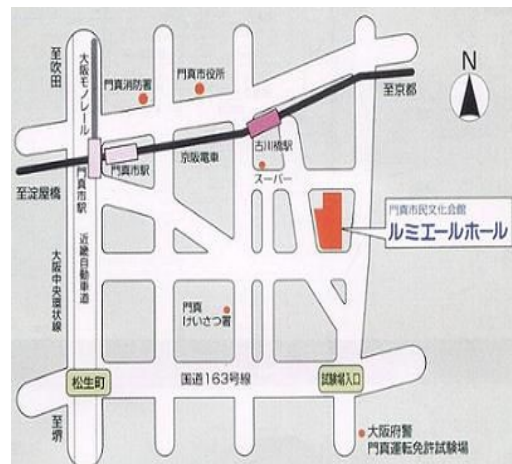 至吹田
大阪モノレール
門真消防署
門真市役所
N
至京都
古川橋駅
京阪電車
スーパー
門真市駅
至淀屋橋
門真市駅
近畿自動車道
大阪中央環状線
門真市民文化会館
ルミエールホール
門真
けいさつ署
松生町
国道163号線
試験場入口
至堺
大阪府警
門真運転免許試験場